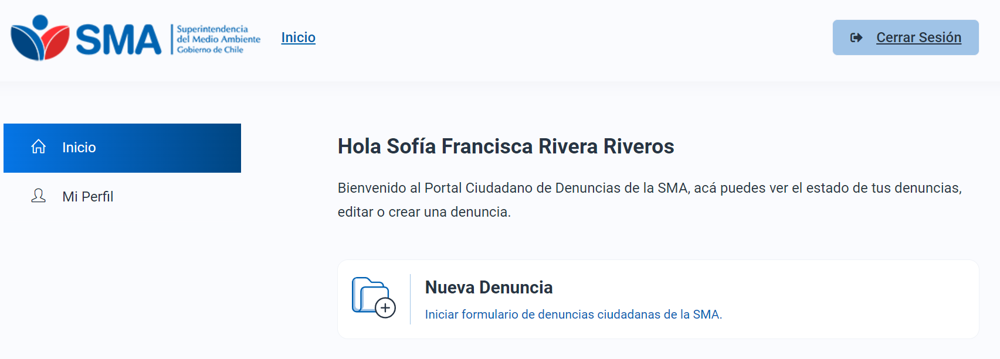 SMA
Superintendencia
del Medio Ambiente
Gobierno de Chile
Inicio
Cerrar Sesión
Inicio
Mi Perfil
Hola Sofía Francisca Rivera Riveros
Bienvenido al Portal Ciudadano de Denuncias de la SMA, acá puedes ver el estado de tus denuncias,
editar o crear una denuncia.
Nueva Denuncia
Iniciar formulario de denuncias ciudadanas de la SMA.